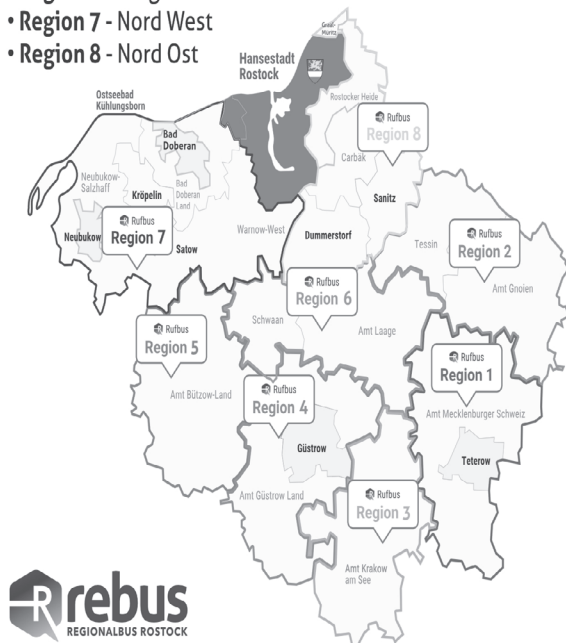 • Region 7 - Nord West
• Region 8 - Nord Ost
Graal-
Müritz
Hansestadt
Rostock
Ostseebad
Kühlungsborn
Rostocker Heide
Rufbus
Region 8
Bad
Doberan
Carbäk
Neubukow-
Salzhaff
Bad
Doberan
Land
Kröpelin
Sanitz
Rufbus
Region 7
Neubukow
Satow
Warnow-West
Dummerstorf
Tessin
Rufbus
Region 2
Amt Gnoien
Rufbus
Region 6
Schwaan
Amt Laage
Rufbus
Region 5
Rufbus
Region 1
Amt Bützow-Land
Rufbus
Region 4
Amt Mecklenburger Schweiz
Güstrow
Teterow
Amt Güstrow Land
Rufbus
Region 3
Amt Krakow
am See
R rebus
REGIONALBUS ROSTOCK